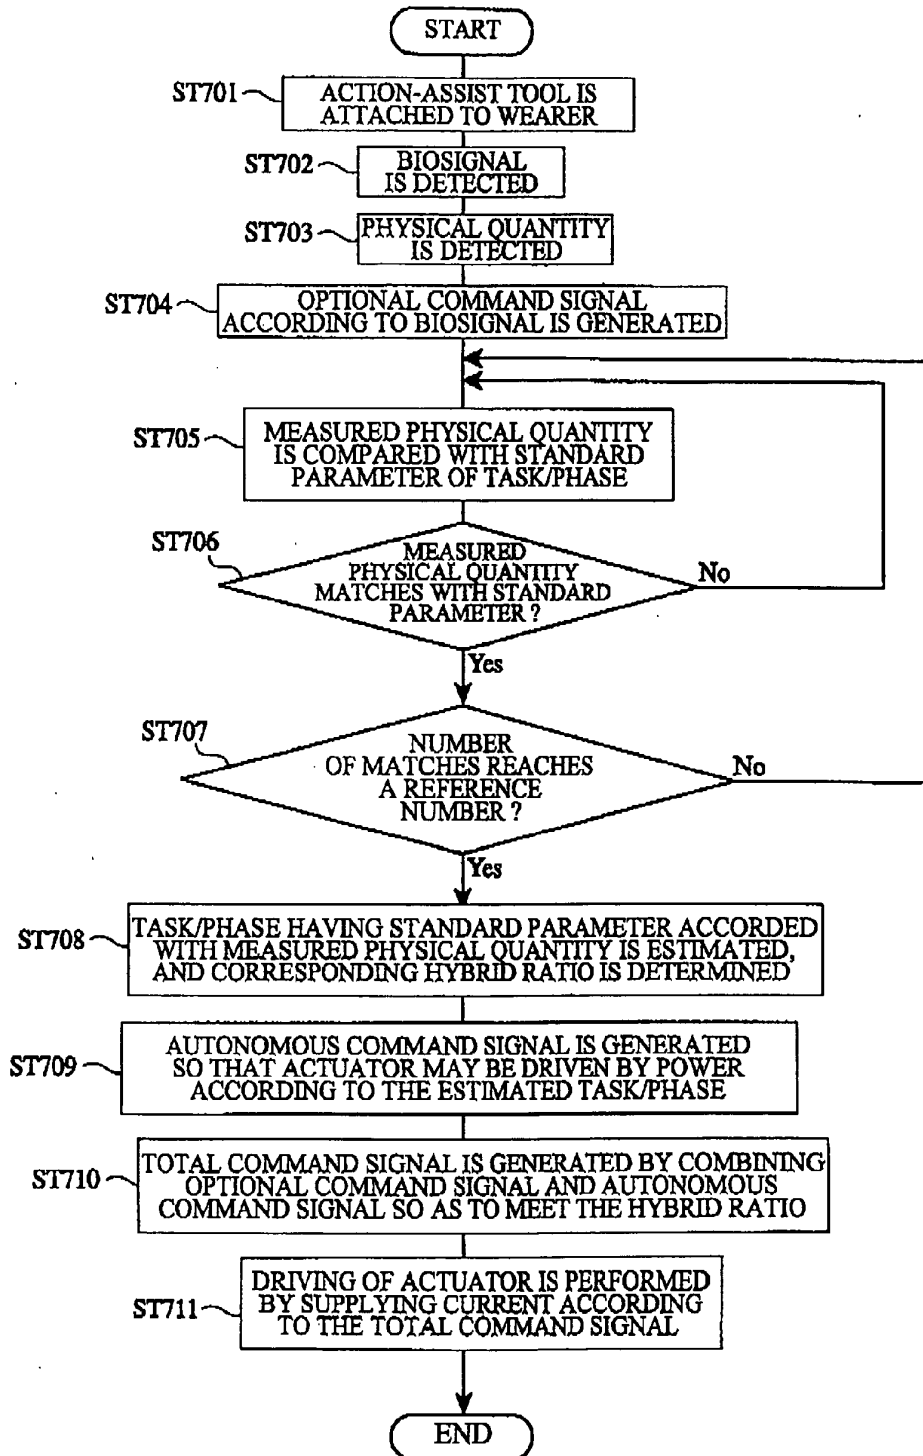 START
ST701
ACTION-ASSIST TOOL IS
ATTACHED TO WEARER
ST702
BIOSIGNAL
IS DETECTED
ST703
PHYSICAL QUANTITY
IS DETECTED
ST704
OPTIONAL COMMAND SIGNAL
ACCORDING TO BIOSIGNAL IS GENERATED
ST705
MEASURED PHYSICAL QUANTITY
IS COMPARED WITH STANDARD
PARAMETER OF TASK/PHASE
ST706
MEASURED
PHYSICAL QUANTITY
MATCHES WITH STANDARD
PARAMETER ?
No
Yes
ST707
NUMBER
OF MATCHES REACHES
A REFERENCE
NUMBER ?
No
Yes
ST708
TASK/PHASE HAVING STANDARD PARAMETER ACCORDED
WITH MEASURED PHYSICAL QUANTITY IS ESTIMATED,
AND CORRESPONDING HYBRID RATIO IS DETERMINED
ST709
AUTONOMOUS COMMAND SIGNAL IS GENERATED
SO THAT ACTUATOR MAY BE DRIVEN BY POWER
ACCORDING TO THE ESTIMATED TASK/PHASE
ST710
TOTAL COMMAND SIGNAL IS GENERATED BY COMBINING
OPTIONAL COMMAND SIGNAL AND AUTONOMOUS
COMMAND SIGNAL SO AS TO MEET THE HYBRID RATIO
ST711
DRIVING OF ACTUATOR IS PERFORMED
BY SUPPLYING CURRENT ACCORDING
TO THE TOTAL COMMAND SIGNAL
END